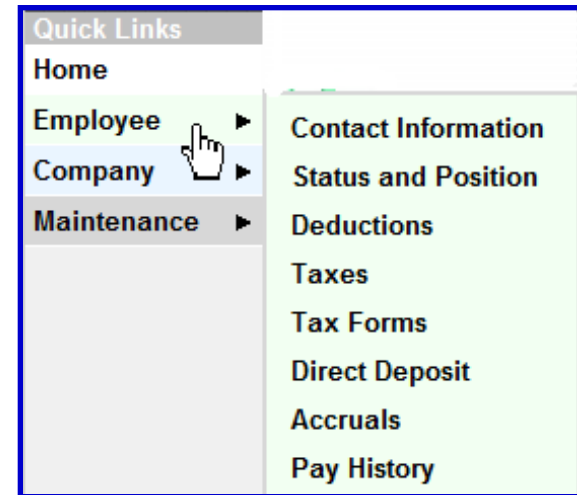 Quick Links
Home
Employee
Company
Maintenance
Contact Information
Status and Position
Deductions
Taxes
Tax Forms
Direct Deposit
Accruals
Pay History